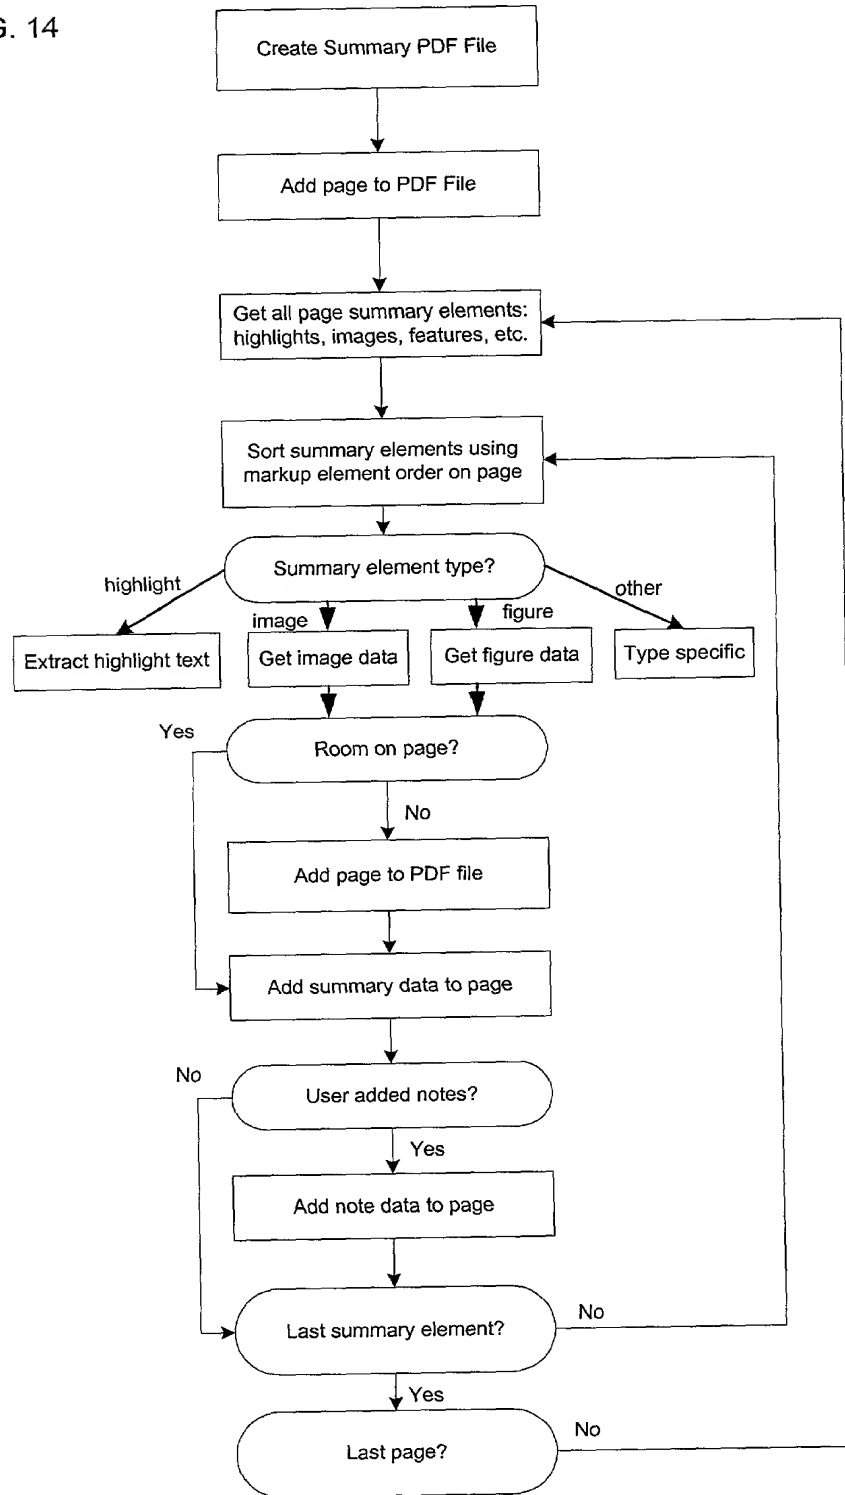 G. 14
Create Summary PDF File
Add page to PDF File
Get all page summary elements:
highlights, images, features, etc.
Sort summary elements using
markup element order on page
Summary element type?
highlight
image
figure
other
Extract highlight text
Get image data
Get figure data
Type specific
Yes
Room on page?
No
Add page to PDF file
Add summary data to page
No
User added notes?
Yes
Add note data to page
Last summary element?
No
Yes
Last page?
No